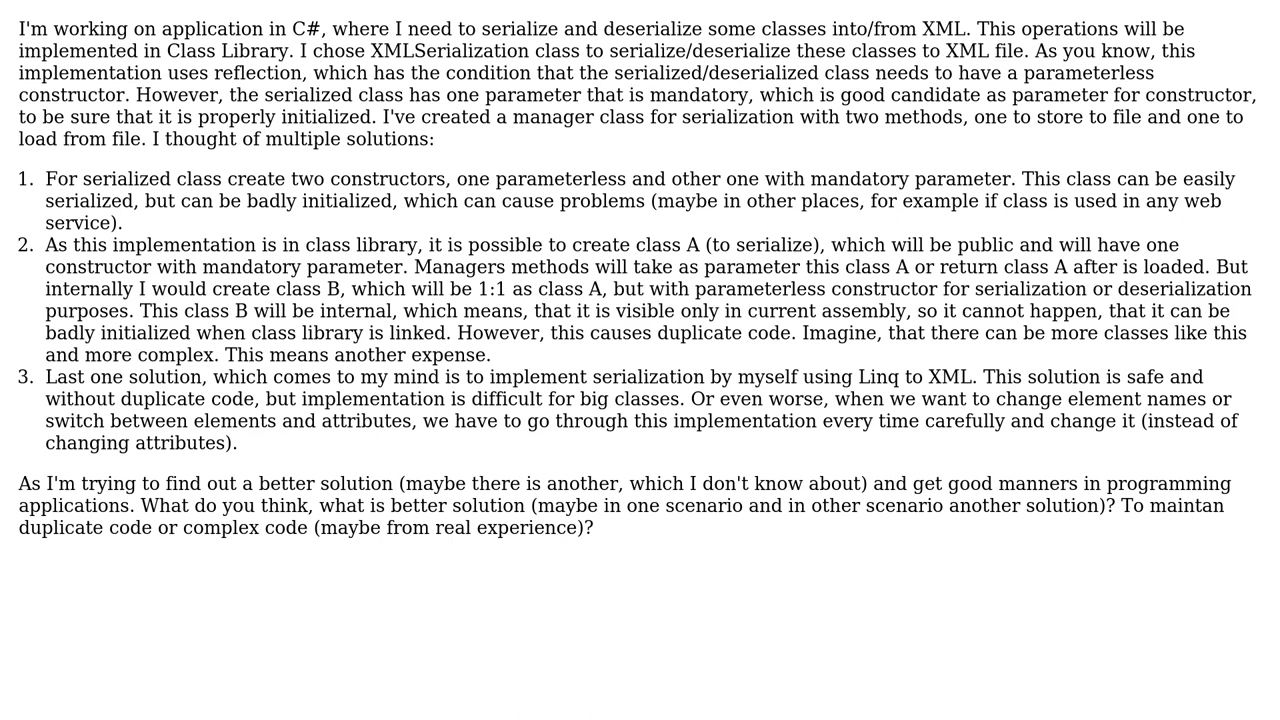 I'm working on application in C#, where I need to serialize and deserialize some classes into/from XML. This operations will be
implemented in Class Library. I chose XMLSerialization class to serialize/deserialize these classes to XML file. As you know, this
implementation uses reflection, which has the condition that the serialized/deserialized class needs to have a parameterless
constructor. However, the serialized class has one parameter that is mandatory, which is good candidate as parameter for constructor,
to be sure that it is properly initialized. I've created a manager class for serialization with two methods, one to store to file and one to
load from file. I thought of multiple solutions:
1. For serialized class create two constructors, one parameterless and other one with mandatory parameter. This class can be easily
serialized, but can be badly initialized, which can cause problems (maybe in other places, for example if class is used in any web
service).
2. As this implementation is in class library, it is possible to create class A (to serialize), which will be public and will have one
constructor with mandatory parameter. Managers methods will take as parameter this class A or return class A after is loaded. But
internally I would create class B, which will be 1:1 as class A, but with parameterless constructor for serialization or deserialization
purposes. This class B will be internal, which means, that it is visible only in current assembly, so it cannot happen, that it can be
badly initialized when class library is linked. However, this causes duplicate code. Imagine, that there can be more classes like this
and more complex. This means another expense.
3. Last one solution, which comes to my mind is to implement serialization by myself using Linq to XML. This solution is safe and
without duplicate code, but implementation is difficult for big classes. Or even worse, when we want to change element names or
switch between elements and attributes, we have to go through this implementation every time carefully and change it (instead of
changing attributes).
As I'm trying to find out a better solution (maybe there is another, which I don't know about) and get good manners in programming
applications. What do you think, what is better solution (maybe in one scenario and in other scenario another solution)? To maintan
duplicate code or complex code (maybe from real experience)?